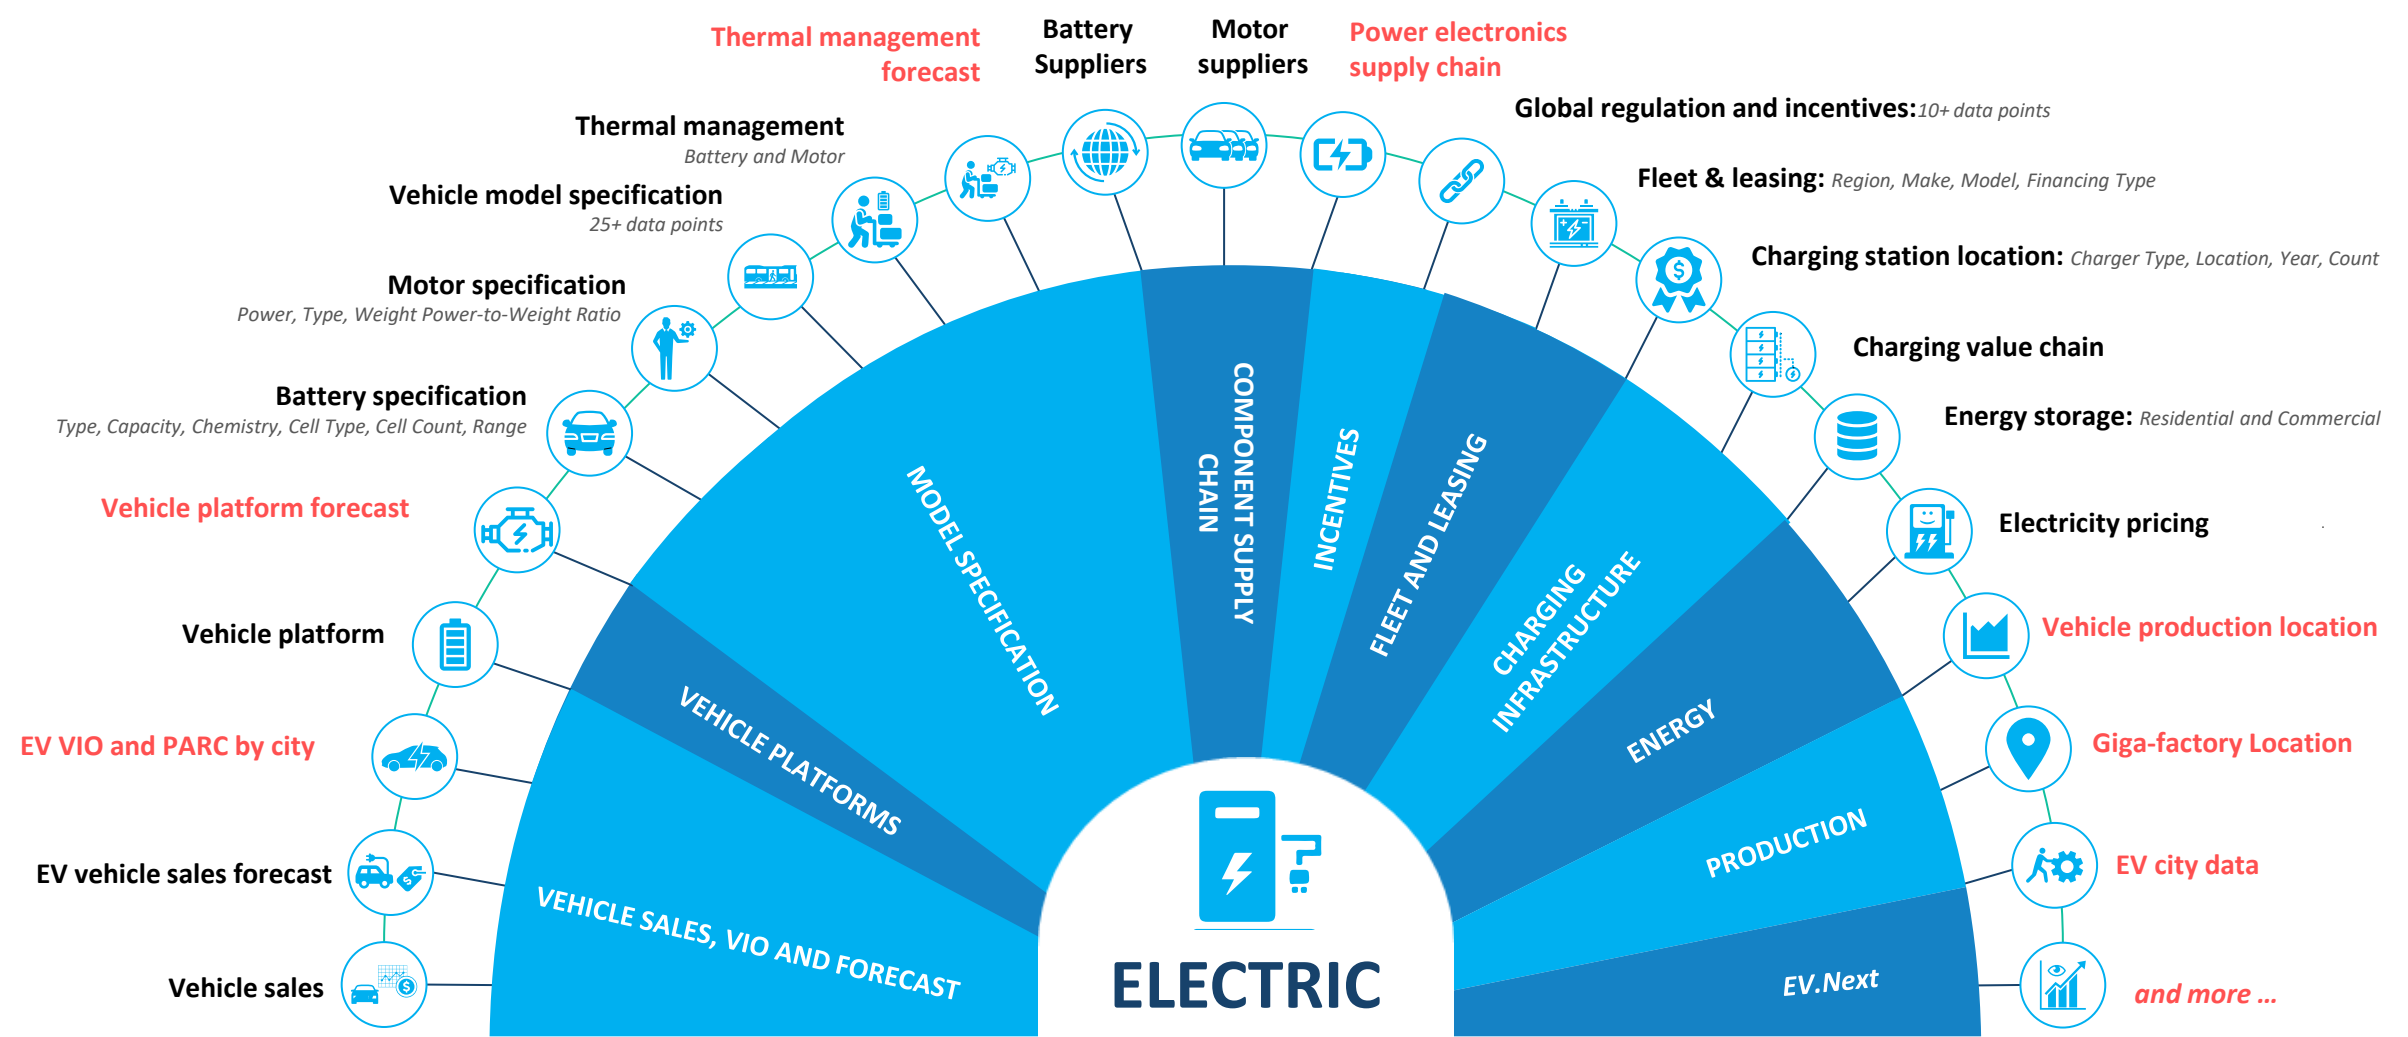 Thermal management
forecast
Battery
Suppliers
Motor
suppliers
Power electronics
supply chain
Thermal management
Battery and Motor
Global regulation and incentives: 10+ data points
Vehicle model specification
25+ data points
Fleet & leasing: Region, Make, Model, Financing Type
Motor specification
Power, Type, Weight Power-to-Weight Ratio
Charging station location: Charger Type, Location, Year, Count
Battery specification
Type, Capacity, Chemistry, Cell Type, Cell Count, Range
Charging value chain
Energy storage: Residential and Commercial
Vehicle platform forecast
Electricity pricing
Vehicle platform
Vehicle production location
EV VIO and PARC by city
Giga-factory Location
EV vehicle sales forecast
EV city data
Vehicle sales
and more ...
VEHICLE SALES, VIO AND FORECAST
VEHICLE PLATFORMS
MODEL SPECIFICATION
COMPONENT SUPPLY
CHAIN
INCENTIVES
FLEET AND LEASING
CHARGING
INFRASTRUCTURE
ENERGY
PRODUCTION
EV.Next
ELECTRIC